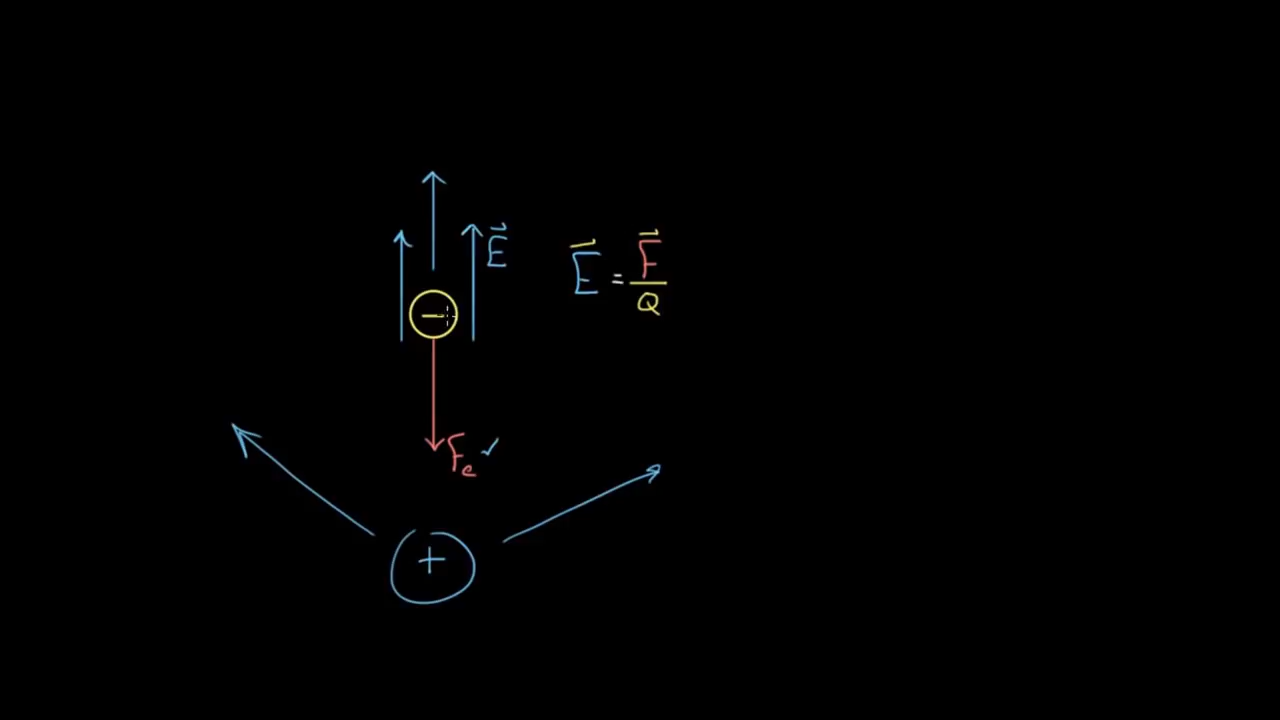 E⃗
E⃗ = F⃗ / Q
−
Fe ✓
+